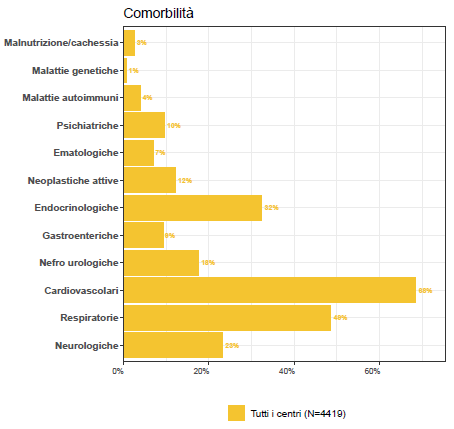 Comorbilità
Malnutrizione/cachessia 3%
Malattie genetiche 1%
Malattie autoimmuni 4%
Psichiatriche 10%
Ematologiche 7%
Neoplastiche attive 12%
Endocrinologiche 32%
Gastroenteriche 9%
Nefro urologiche 18%
Cardiovascolari 68%
Respiratorie 48%
Neurologiche 23%
0% 20% 40% 60%
Tutti i centri (N=4419)